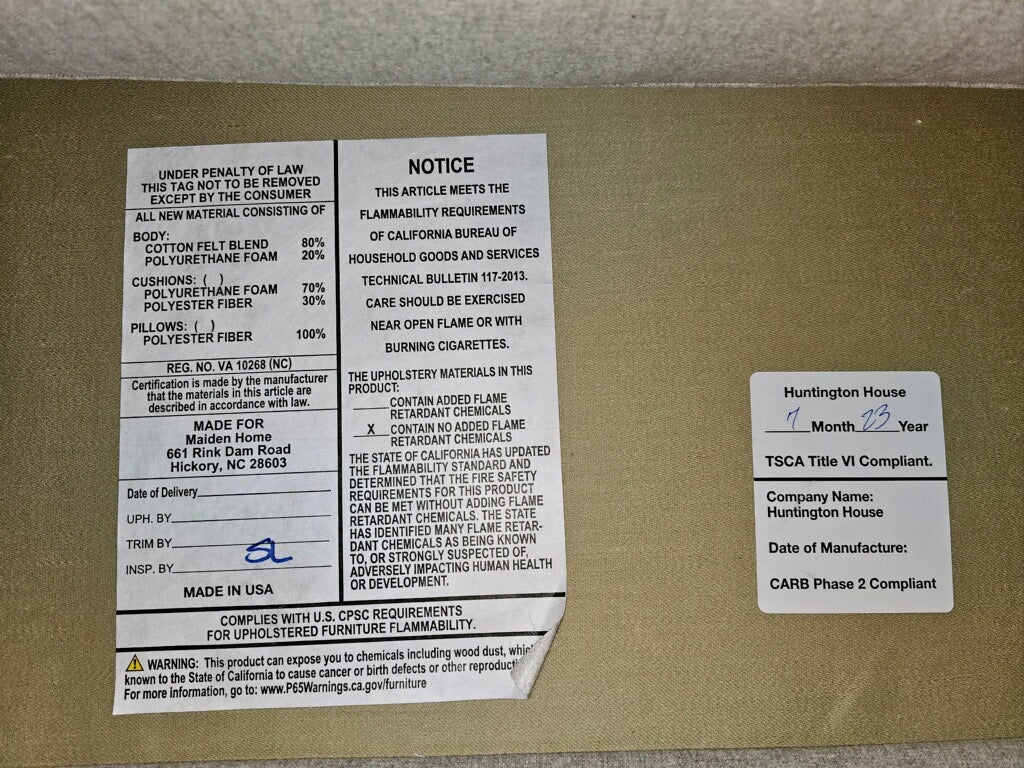 UNDER PENALTY OF LAW
THIS TAG NOT TO BE REMOVED
EXCEPT BY THE CONSUMER
ALL NEW MATERIAL CONSISTING OF
BODY:
COTTON FELT BLEND 80%
POLYURETHANE FOAM 20%
CUSHIONS: ( )
POLYURETHANE FOAM 70%
POLYESTER FIBER 30%
PILLOWS: ( )
POLYESTER FIBER 100%
REG. NO. VA 10268 (NC)
Certification is made by the manufacturer
that the materials in this article are
described in accordance with law.
MADE FOR
Maiden Home
661 Rink Dam Road
Hickory, NC 28603
Date of Delivery
UPH. BY
TRIM BY
INSP. BY SL
MADE IN USA
NOTICE
THIS ARTICLE MEETS THE
FLAMMABILITY REQUIREMENTS
OF CALIFORNIA BUREAU OF
HOUSEHOLD GOODS AND SERVICES
TECHNICAL BULLETIN 117-2013.
CARE SHOULD BE EXERCISED
NEAR OPEN FLAME OR WITH
BURNING CIGARETTES.
THE UPHOLSTERY MATERIALS IN THIS
PRODUCT:
CONTAIN ADDED FLAME
RETARDANT CHEMICALS
X CONTAIN NO ADDED FLAME
RETARDANT CHEMICALS
THE STATE OF CALIFORNIA HAS UPDATED
THE FLAMMABILITY STANDARD AND
DETERMINED THAT THE FIRE SAFETY
REQUIREMENTS FOR THIS PRODUCT
CAN BE MET WITHOUT ADDING FLAME
RETARDANT CHEMICALS. THE STATE
HAS IDENTIFIED MANY FLAME RETAR-
DANT CHEMICALS AS BEING KNOWN
TO, OR STRONGLY SUSPECTED OF,
ADVERSELY IMPACTING HUMAN HEALTH
OR DEVELOPMENT.
COMPLIES WITH U.S. CPSC REQUIREMENTS
FOR UPHOLSTERED FURNITURE FLAMMABILITY.
WARNING: This product can expose you to chemicals including wood dust,
known to the State of California to cause cancer or birth defects or other
For more information, go to: www.P65Warnings.ca.gov/furniture
Huntington House
7 Month 23 Year
TSCA Title VI Compliant.
Company Name:
Huntington House
Date of Manufacture:
CARB Phase 2 Compliant